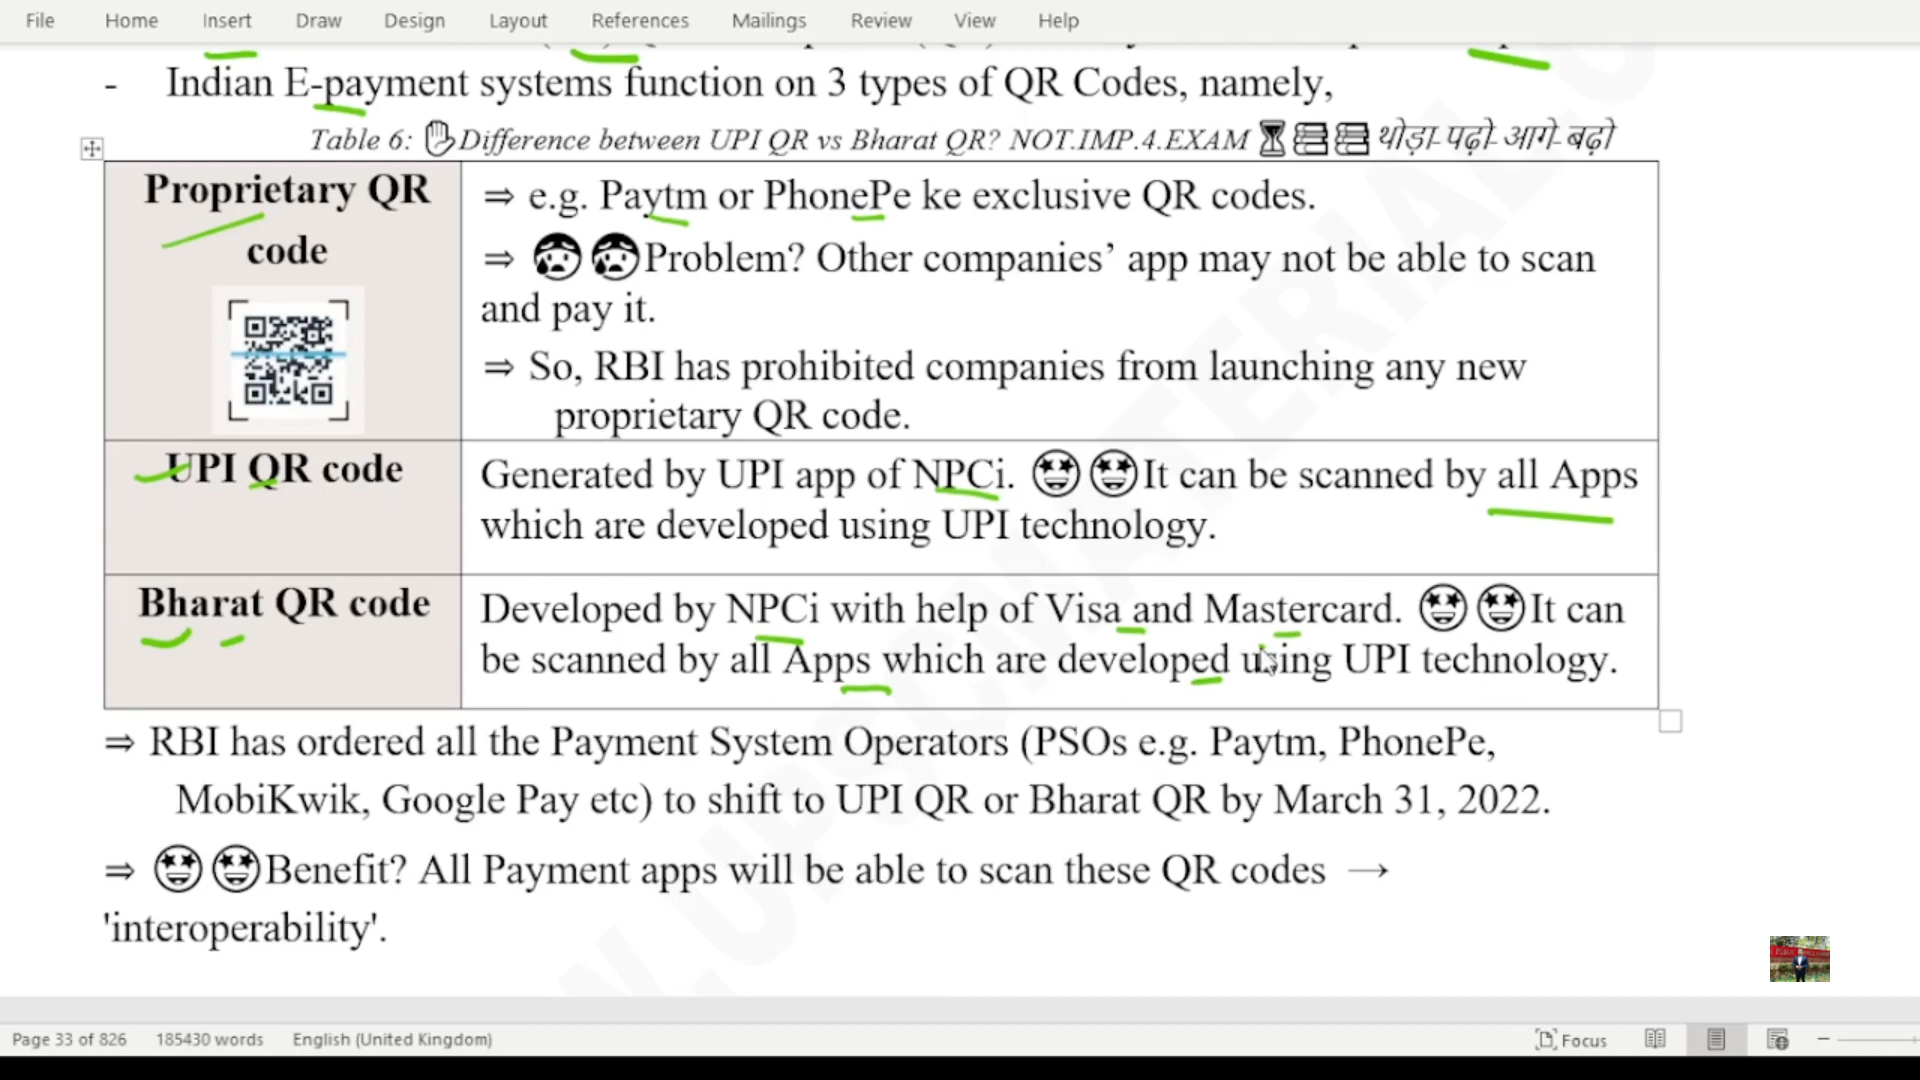 File Home Insert Draw Design Layout References Mailings Review View Help
- Indian E-payment systems function on 3 types of QR Codes, namely,
Table 6: ✋Difference between UPI QR vs Bharat QR? NOT.IMP.4.EXAM ⏳📚📚 थोड़ा-पढ़ो-आगे-बढ़ो
Proprietary QR
code
⇒ e.g. Paytm or PhonePe ke exclusive QR codes.
⇒ 😰😰Problem? Other companies’ app may not be able to scan
and pay it.
⇒ So, RBI has prohibited companies from launching any new
proprietary QR code.
UPI QR code
Generated by UPI app of NPCi. 🤩🤩It can be scanned by all Apps
which are developed using UPI technology.
Bharat QR code
Developed by NPCi with help of Visa and Mastercard. 🤩🤩It can
be scanned by all Apps which are developed using UPI technology.
⇒ RBI has ordered all the Payment System Operators (PSOs e.g. Paytm, PhonePe,
MobiKwik, Google Pay etc) to shift to UPI QR or Bharat QR by March 31, 2022.
⇒ 🤩🤩Benefit? All Payment apps will be able to scan these QR codes →
'interoperability'.
Page 33 of 826 185430 words English (United Kingdom) Focus